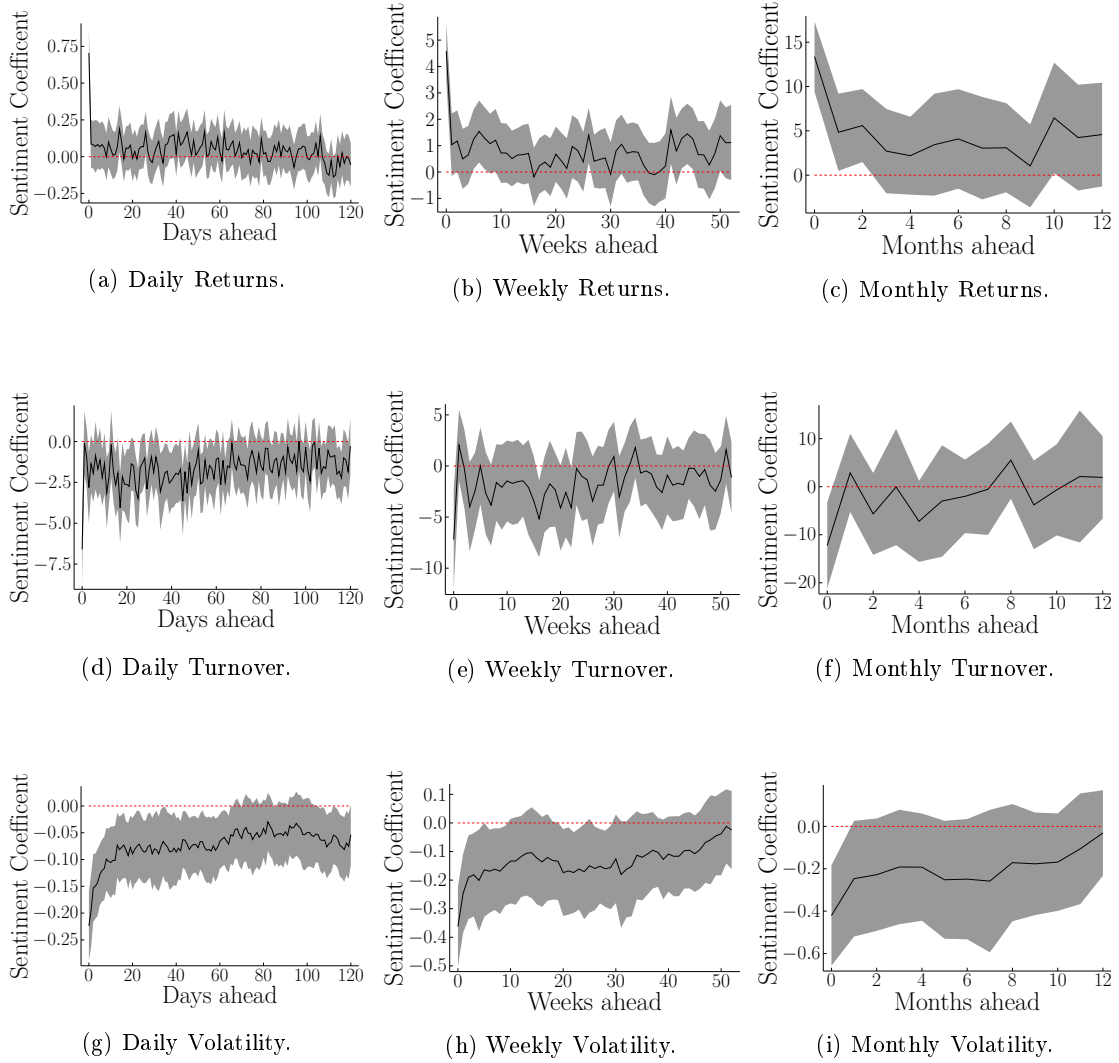 Sentiment Coefficent
0.75
0.50
0.25
0.00
−0.25
0 20 40 60 80 100 120
Days ahead
(a) Daily Returns.
Sentiment Coefficent
5
4
3
2
1
0
−1
0 10 20 30 40 50
Weeks ahead
(b) Weekly Returns.
Sentiment Coefficent
15
10
5
0
0 2 4 6 8 10 12
Months ahead
(c) Monthly Returns.
Sentiment Coefficent
0.0
−2.5
−5.0
−7.5
0 20 40 60 80 100 120
Days ahead
(d) Daily Turnover.
Sentiment Coefficent
5
0
−5
−10
0 10 20 30 40 50
Weeks ahead
(e) Weekly Turnover.
Sentiment Coefficent
10
0
−10
−20
0 2 4 6 8 10 12
Months ahead
(f) Monthly Turnover.
Sentiment Coefficent
0.00
−0.05
−0.10
−0.15
−0.20
−0.25
0 20 40 60 80 100 120
Days ahead
(g) Daily Volatility.
Sentiment Coefficent
0.1
0.0
−0.1
−0.2
−0.3
−0.4
−0.5
0 10 20 30 40 50
Weeks ahead
(h) Weekly Volatility.
Sentiment Coefficent
0.0
−0.2
−0.4
−0.6
0 2 4 6 8 10 12
Months ahead
(i) Monthly Volatility.